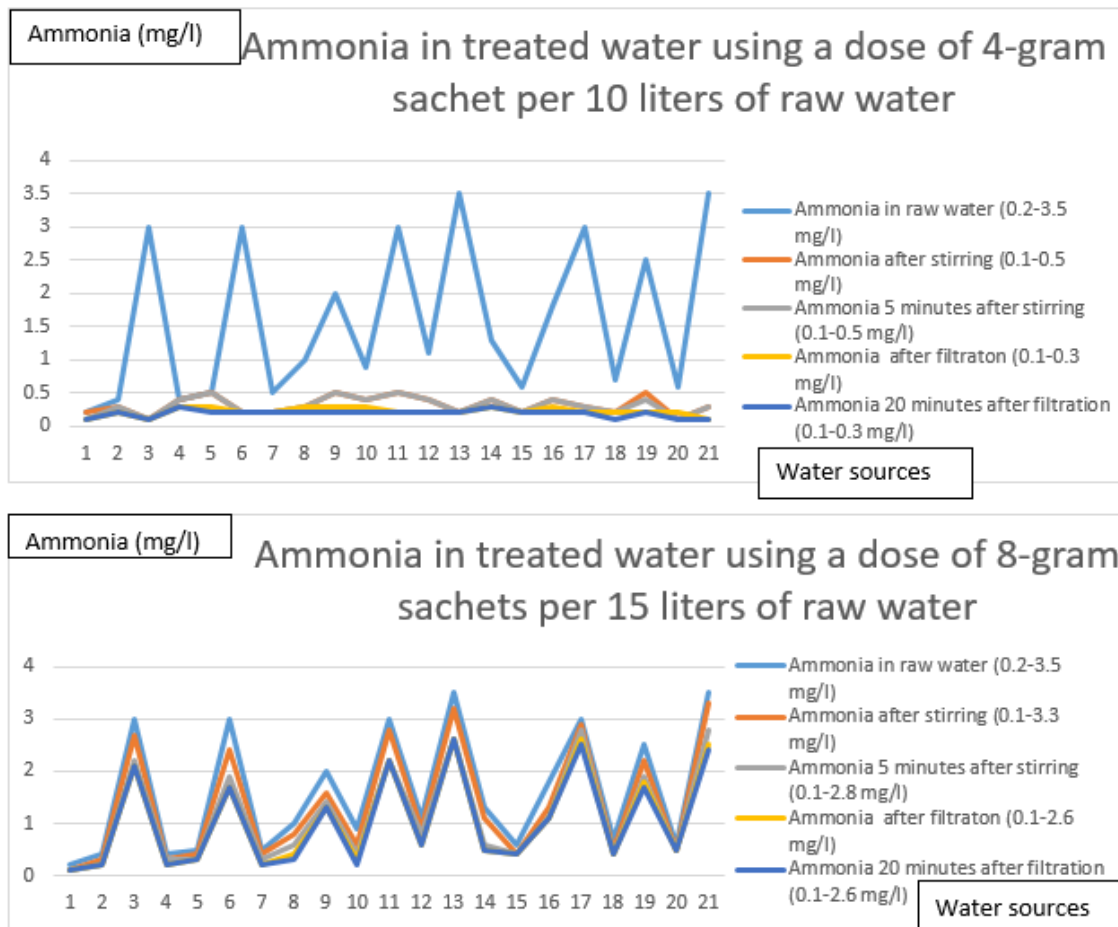 Ammonia (mg/l)
Ammonia in treated water using a dose of 4-gram
sachet per 10 liters of raw water
4
3.5
3
2.5
2
1.5
1
0.5
0
1 2 3 4 5 6 7 8 9 10 11 12 13 14 15 16 17 18 19 20 21
Ammonia in raw water (0.2-3.5
mg/l)
Ammonia after stirring (0.1-0.5
mg/l)
Ammonia 5 minutes after stirring
(0.1-0.5 mg/l)
Ammonia after filtraton (0.1-0.3
mg/l)
Ammonia 20 minutes after filtration
(0.1-0.3 mg/l)
Water sources
Ammonia (mg/l)
Ammonia in treated water using a dose of 8-gram
sachets per 15 liters of raw water
4
3
2
1
0
1 2 3 4 5 6 7 8 9 10 11 12 13 14 15 16 17 18 19 20 21
Ammonia in raw water (0.2-3.5
mg/l)
Ammonia after stirring (0.1-3.3
mg/l)
Ammonia 5 minutes after stirring
(0.1-2.8 mg/l)
Ammonia after filtraton (0.1-2.6
mg/l)
Ammonia 20 minutes after filtration
(0.1-2.6 mg/l)
Water sources